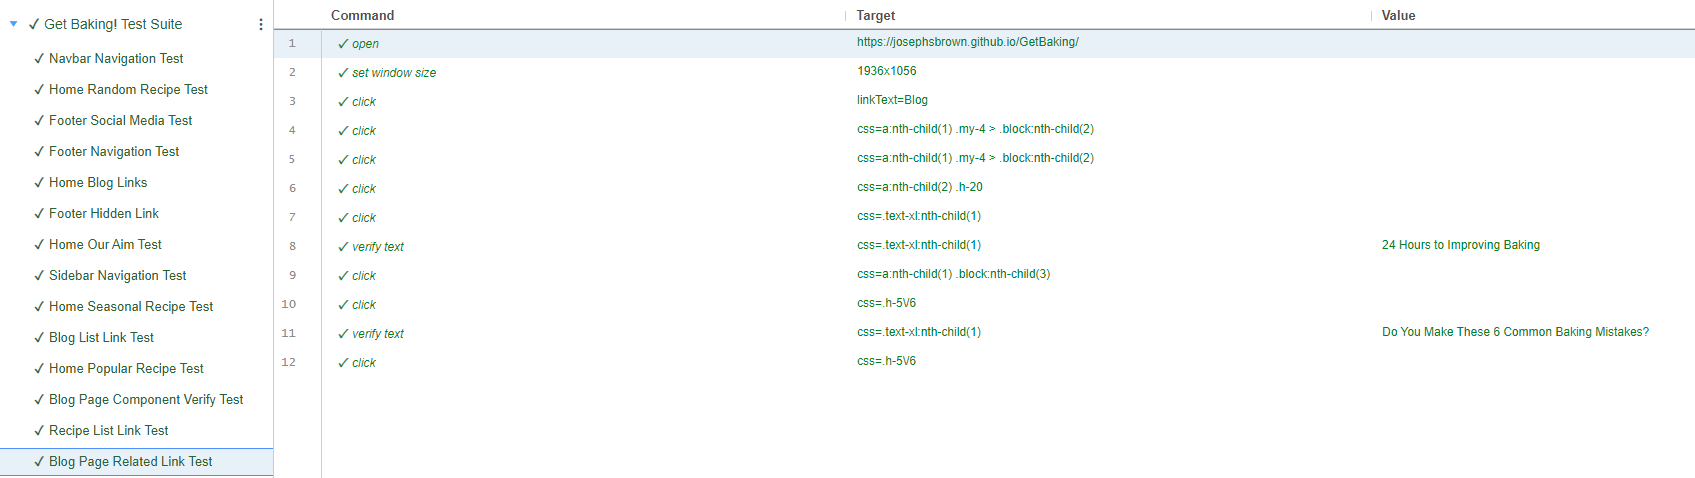 Get Baking! Test Suite
Navbar Navigation Test
Home Random Recipe Test
Footer Social Media Test
Footer Navigation Test
Home Blog Links
Footer Hidden Link
Home Our Aim Test
Sidebar Navigation Test
Home Seasonal Recipe Test
Blog List Link Test
Home Popular Recipe Test
Blog Page Component Verify Test
Recipe List Link Test
Blog Page Related Link Test
Command Target Value
1 ✓ open https://josephsbrown.github.io/GetBaking/
2 ✓ set window size 1936x1056
3 ✓ click linkText=Blog
4 ✓ click css=a:nth-child(1) .my-4 > .block:nth-child(2)
5 ✓ click css=a:nth-child(1) .my-4 > .block:nth-child(2)
6 ✓ click css=a:nth-child(2) .h-20
7 ✓ click css=.text-xl:nth-child(1)
8 ✓ verify text css=.text-xl:nth-child(1) 24 Hours to Improving Baking
9 ✓ click css=a:nth-child(1) .block:nth-child(3)
10 ✓ click css=.h-5\/6
11 ✓ verify text css=.text-xl:nth-child(1) Do You Make These 6 Common Baking Mistakes?
12 ✓ click css=.h-5\/6